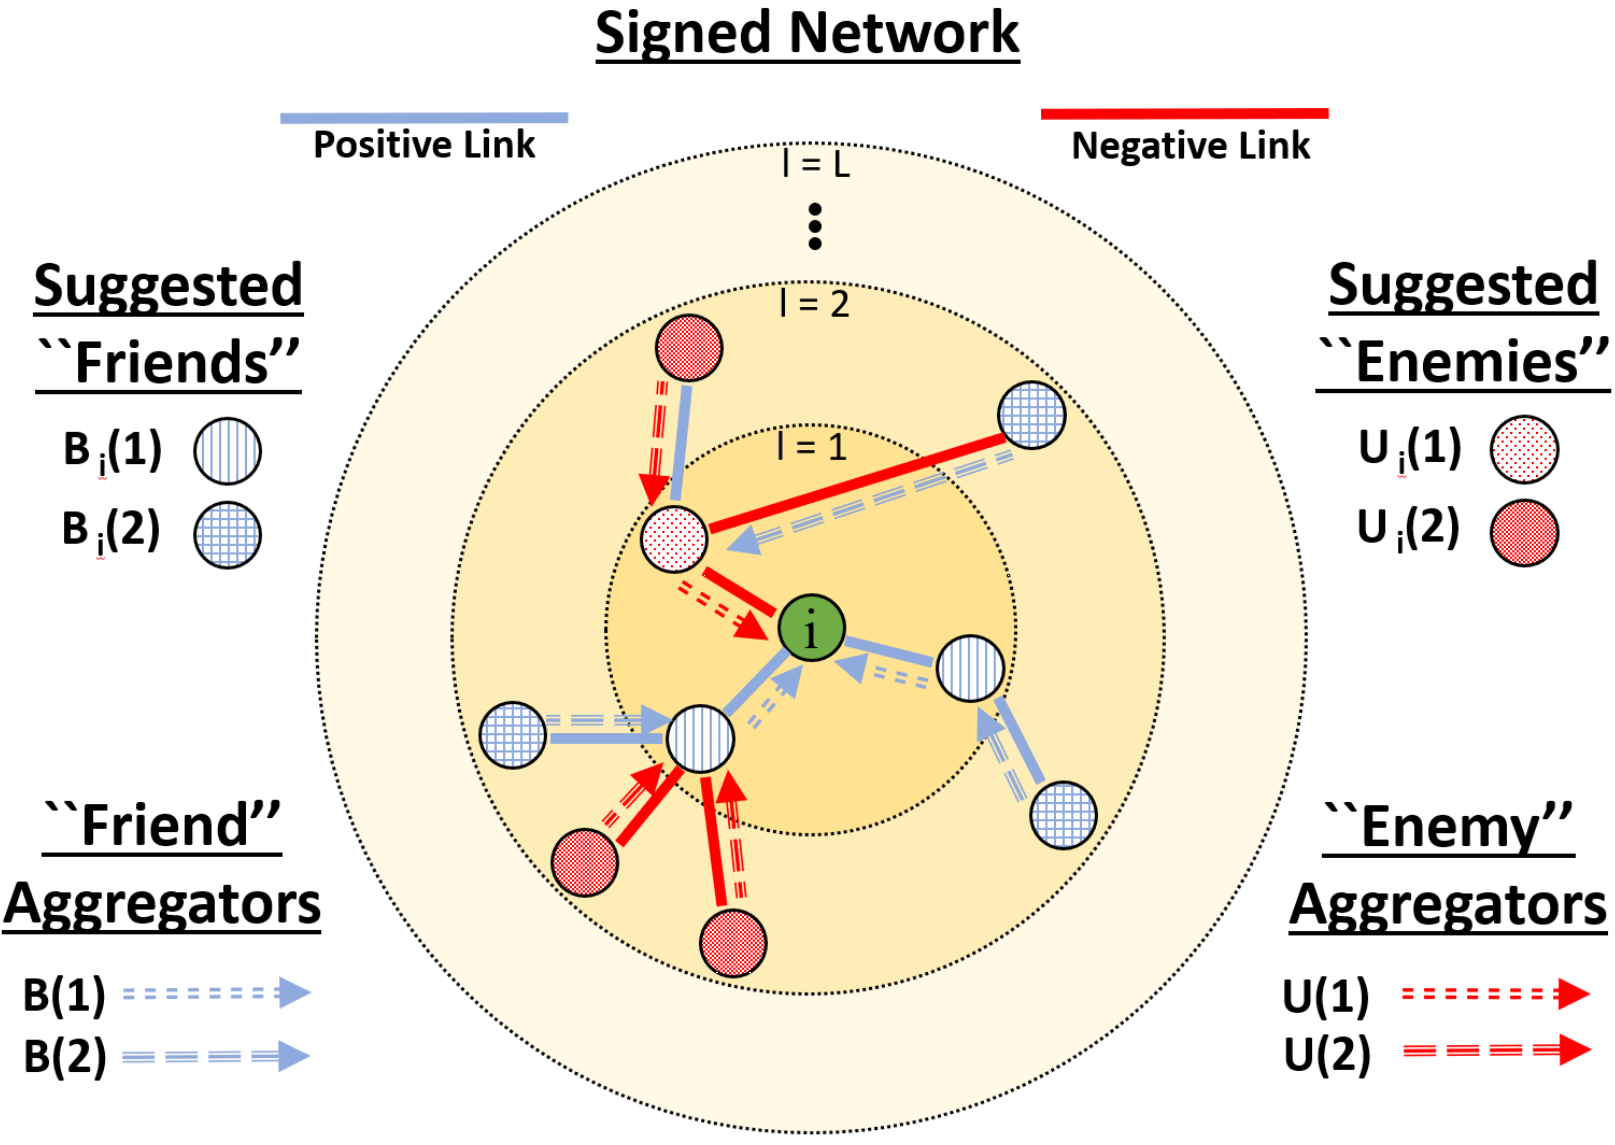 Signed Network
Positive Link
Negative Link
l = L
l = 2
l = 1
i
Suggested
``Friends’’
B i(1)
B i(2)
Suggested
``Enemies’’
U i(1)
U i(2)
``Friend’’
Aggregators
B(1)
B(2)
``Enemy’’
Aggregators
U(1)
U(2)